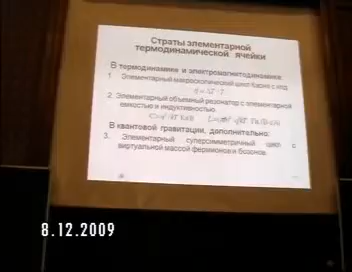 Страты элементарной
термодинамической ячейки
В термодинамике и электромагнитодинамике
1. Элементарный макроскопический цикл Карно с кпд
2. Элементарный объемный резонатор с элементарной
емкостью и индуктивностью.
В квантовой гравитации, дополнительно.
3. Элементарный суперсимметричный цикл с
виртуальной массой фермионов и бозонов.
8.12.2009